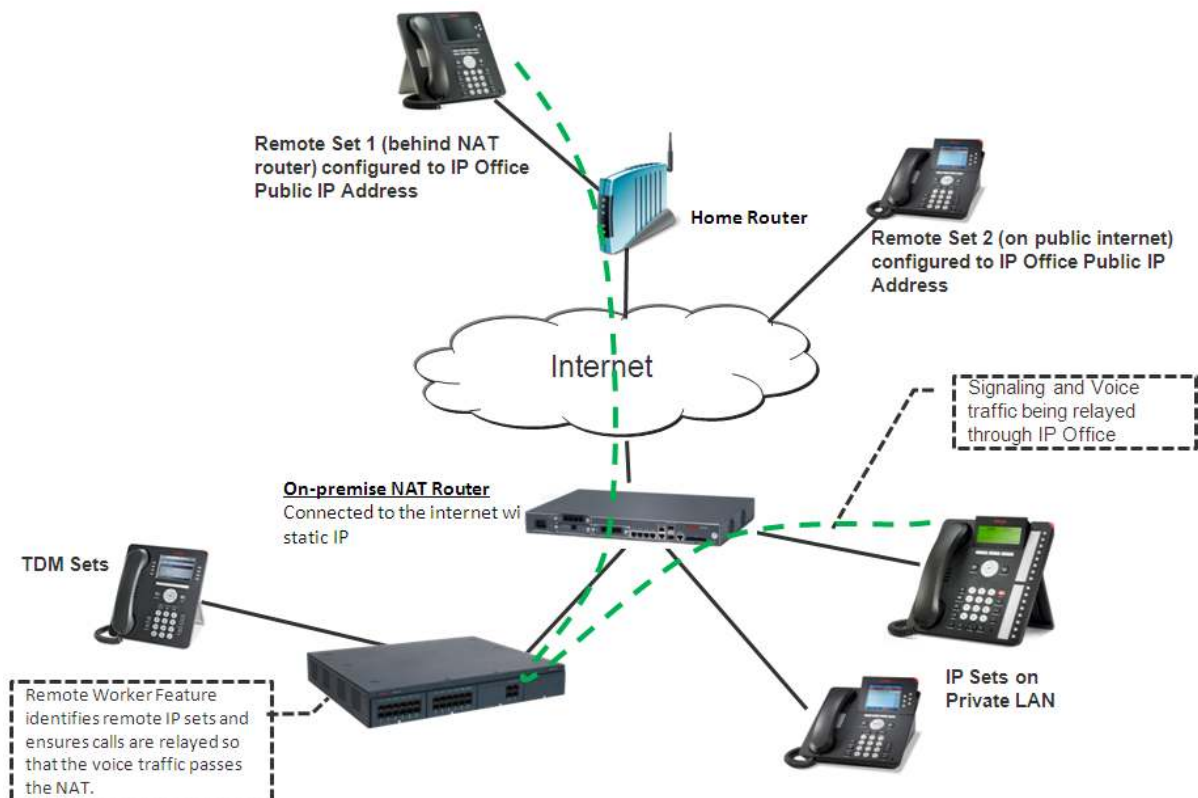 Remote Set 1 (behind NAT
router) configured to IP Office
Public IP Address
Home Router
Remote Set 2 (on public internet)
configured to IP Office Public IP
Address
Internet
Signaling and Voice
traffic being relayed
through IP Office
On-premise NAT Router
Connected to the internet wi
static IP
TDM Sets
IP Sets on
Private LAN
Remote Worker Feature
identifies remote IP sets and
ensures calls are relayed so
that the voice traffic passes
the NAT.